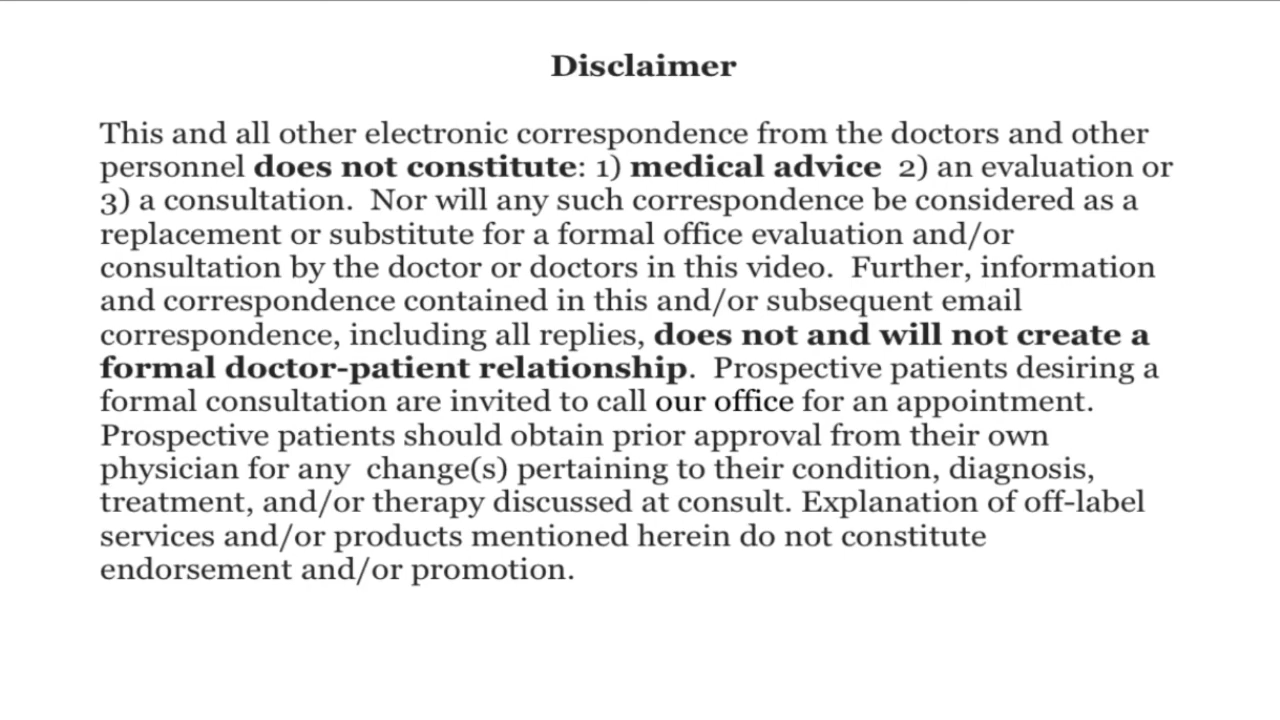 Disclaimer
This and all other electronic correspondence from the doctors and other
personnel does not constitute: 1) medical advice  2) an evaluation or
3) a consultation.  Nor will any such correspondence be considered as a
replacement or substitute for a formal office evaluation and/or
consultation by the doctor or doctors in this video.  Further, information
and correspondence contained in this and/or subsequent email
correspondence, including all replies, does not and will not create a
formal doctor-patient relationship.  Prospective patients desiring a
formal consultation are invited to call our office for an appointment.
Prospective patients should obtain prior approval from their own
physician for any  change(s) pertaining to their condition, diagnosis,
treatment, and/or therapy discussed at consult. Explanation of off-label
services and/or products mentioned herein do not constitute
endorsement and/or promotion.